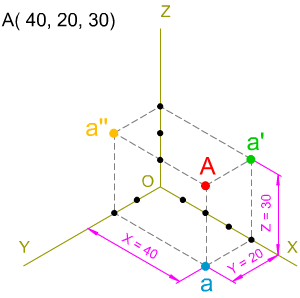 A( 40, 20, 30)
Z
a"
a'
A
O
Y
X
X = 40
Y = 20
Z = 30
a